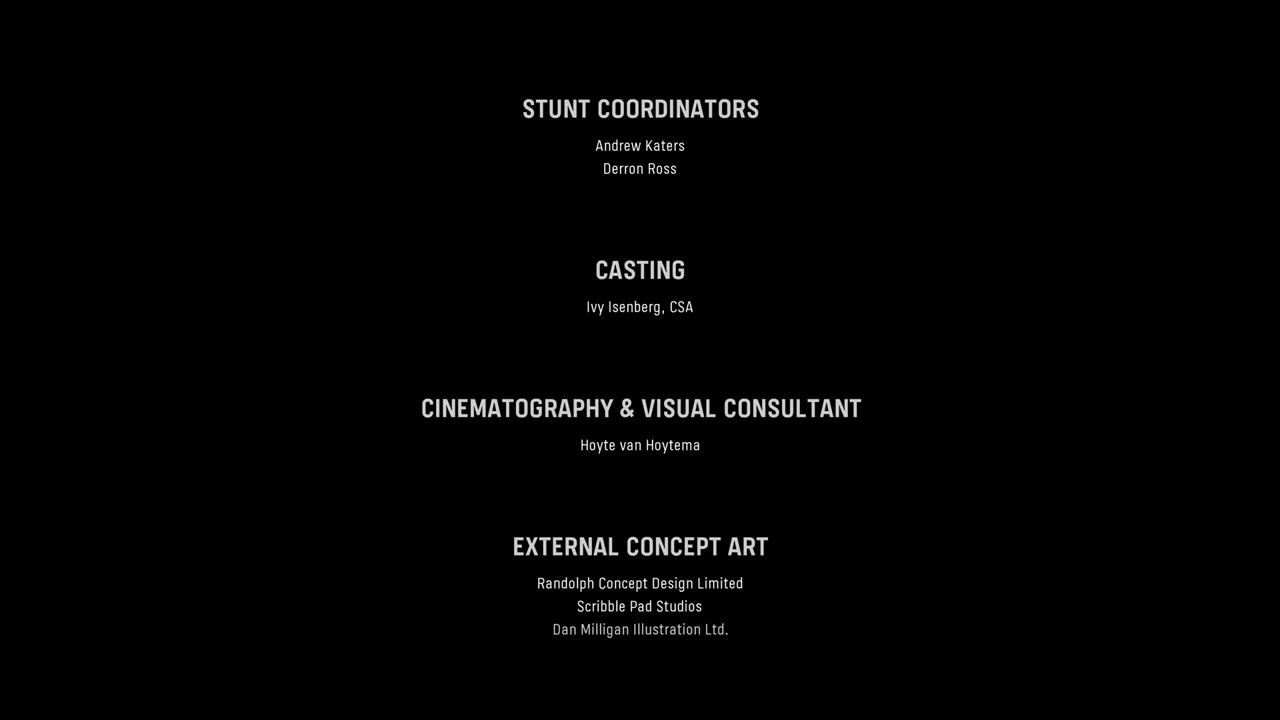 STUNT COORDINATORS
Andrew Katers
Derron Ross
CASTING
Ivy Isenberg, CSA
CINEMATOGRAPHY & VISUAL CONSULTANT
Hoyte van Hoytema
EXTERNAL CONCEPT ART
Randolph Concept Design Limited
Scribble Pad Studios
Dan Milligan Illustration Ltd.